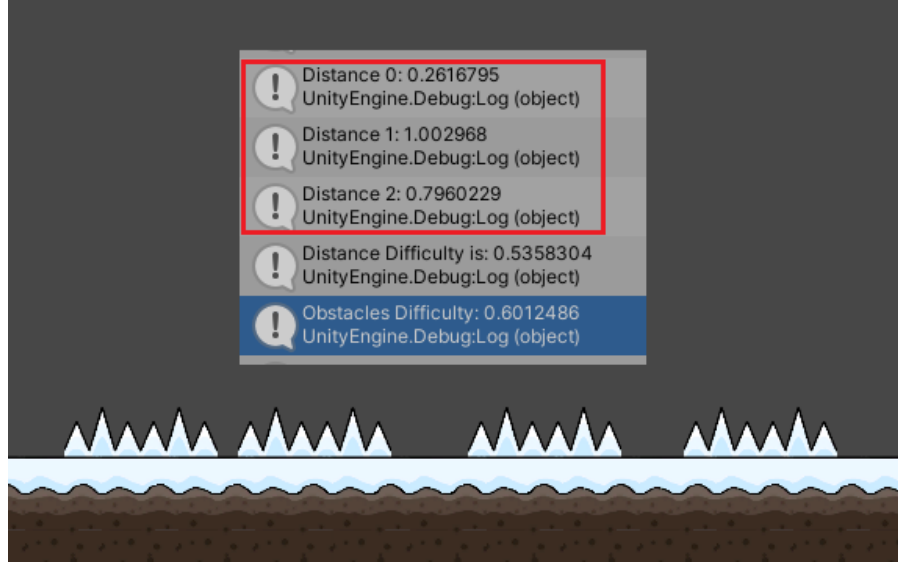 Distance 0: 0.2616795
UnityEngine.Debug:Log (object)
Distance 1: 1.002968
UnityEngine.Debug:Log (object)
Distance 2: 0.7960229
UnityEngine.Debug:Log (object)
Distance Difficulty is: 0.5358304
UnityEngine.Debug:Log (object)
Obstacles Difficulty: 0.6012486
UnityEngine.Debug:Log (object)